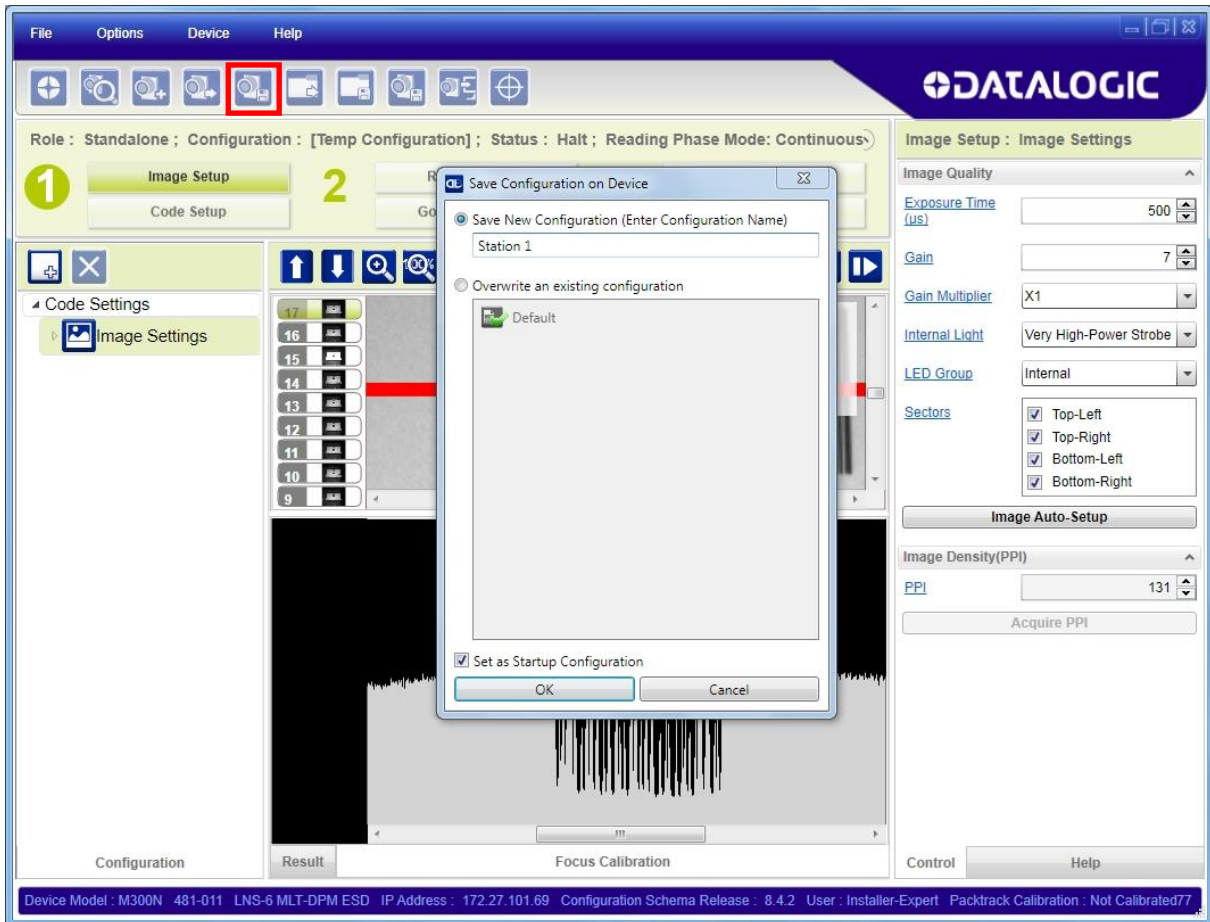 File Options Device Help
DATALOGIC
Role : Standalone ; Configuration : [Temp Configuration] ; Status : Halt ; Reading Phase Mode: Continuous
1
Image Setup
Code Setup
2
Go
Code Settings
Image Settings
100%
17
16
15
14
13
12
11
10
9
Save Configuration on Device
Save New Configuration (Enter Configuration Name)
Station 1
Overwrite an existing configuration
Default
Set as Startup Configuration
OK Cancel
Image Setup : Image Settings
Image Quality
Exposure Time (µs) 500
Gain 7
Gain Multiplier X1
Internal Light Very High-Power Strobe
LED Group Internal
Sectors
Top-Left
Top-Right
Bottom-Left
Bottom-Right
Image Auto-Setup
Image Density(PPI)
PPI 131
Acquire PPI
Configuration
Result Focus Calibration
Control Help
Device Model : M300N 481-011 LNS-6 MLT-DPM ESD IP Address : 172.27.101.69 Configuration Schema Release : 8.4.2 User : Installer-Expert Packtrack Calibration : Not Calibrated77